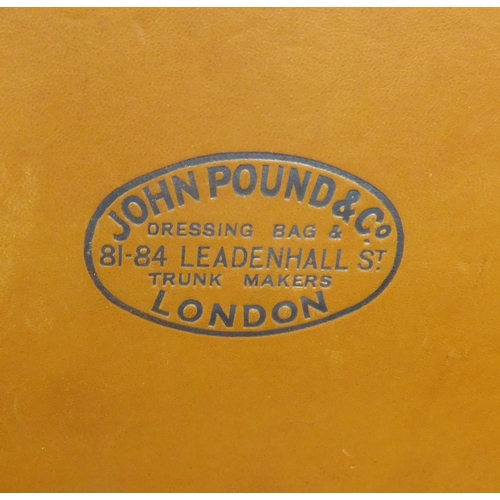 JOHN POUND & Co.
DRESSING BAG &
81-84 LEADENHALL ST
TRUNK MAKERS
LONDON